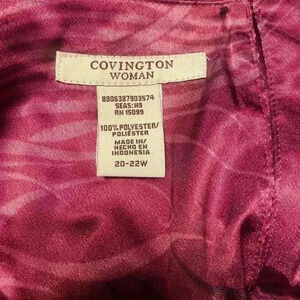 COVINGTON
WOMAN
8806387903574
SEAS:H9
RN 15099
100%POLYESTER/
POLIÉSTER
MADE IN/
HECHO EN
INDONESIA
20-22W